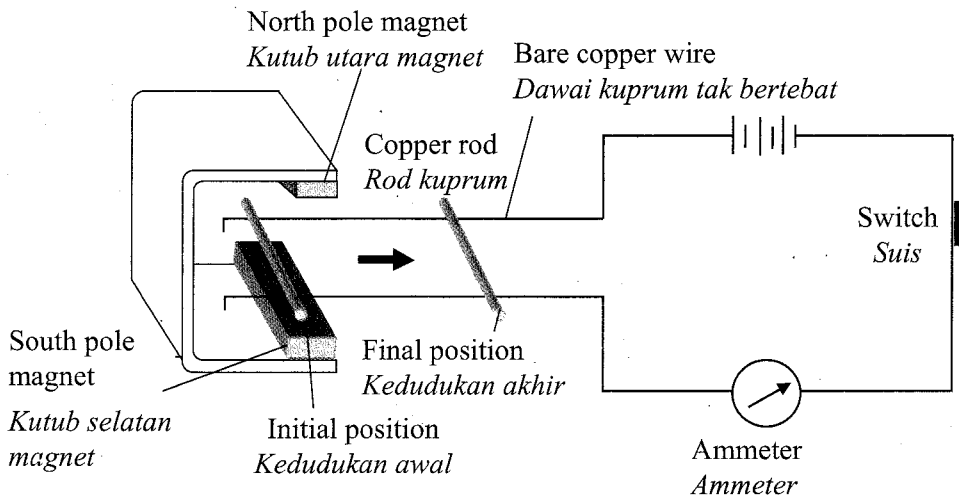 North pole magnet
Kutub utara magnet
Bare copper wire
Dawai kuprum tak bertebat
Copper rod
Rod kuprum
Switch
Suis
South pole
magnet
Kutub selatan
magnet
Initial position
Kedudukan awal
Final position
Kedudukan akhir
Ammeter
Ammeter